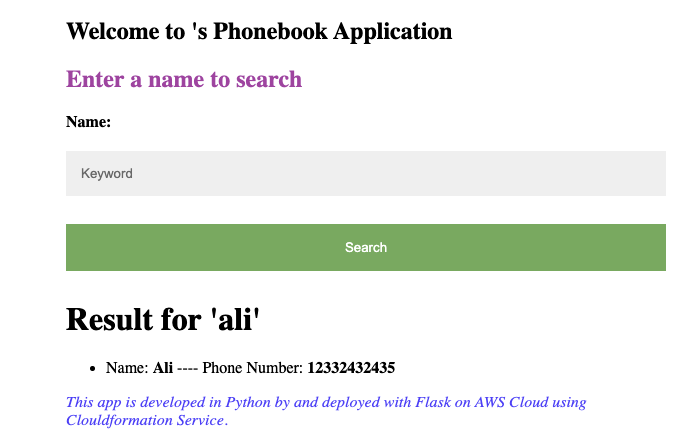 Welcome to 's Phonebook Application
Enter a name to search
Name:
Keyword
Search
Result for 'ali'
• Name: Ali ---- Phone Number: 12332432435
This app is developed in Python by and deployed with Flask on AWS Cloud using
Clouldformation Service.